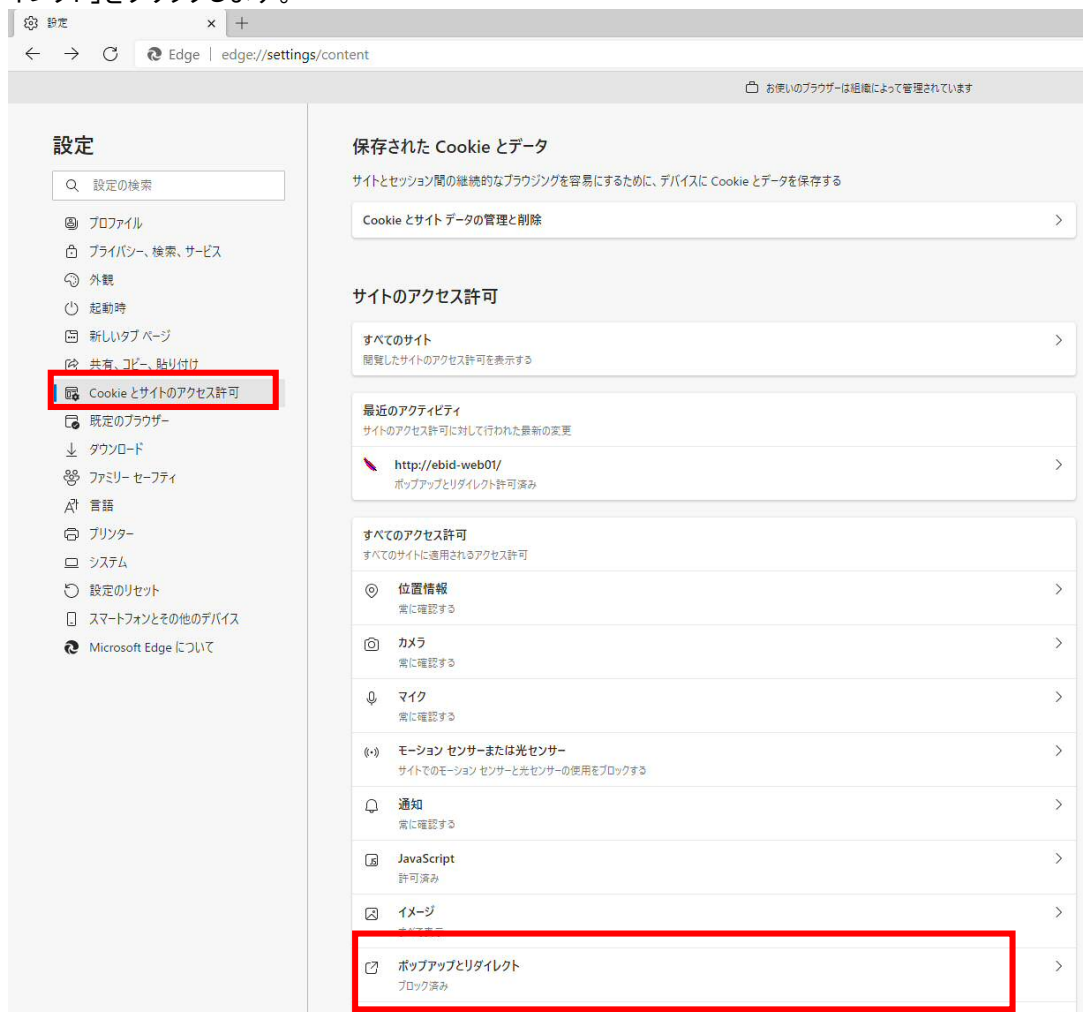 設定
Edge | edge://settings/content
お使いのブラウザーは組織によって管理されています
設定
設定の検索
プロファイル
プライバシー、検索、サービス
外観
起動時
新しいタブ ページ
共有、コピー、貼り付け
Cookie とサイトのアクセス許可
既定のブラウザー
ダウンロード
ファミリー セーフティ
言語
プリンター
システム
設定のリセット
スマートフォンとその他のデバイス
Microsoft Edge について
保存された Cookie とデータ
サイトとセッション間の継続的なブラウジングを容易にするために、デバイスに Cookie とデータを保存する
Cookie とサイト データの管理と削除
サイトのアクセス許可
すべてのサイト
閲覧したサイトのアクセス許可を表示する
最近のアクティビティ
サイトのアクセス許可に対して行われた最新の変更
http://ebid-web01/
ポップアップとリダイレクト許可済み
すべてのアクセス許可
すべてのサイトに適用されるアクセス許可
位置情報
常に確認する
カメラ
常に確認する
マイク
常に確認する
モーション センサーまたは光センサー
サイトでのモーション センサーと光センサーの使用をブロックする
通知
常に確認する
JavaScript
許可済み
イメージ
ポップアップとリダイレクト
ブロック済み